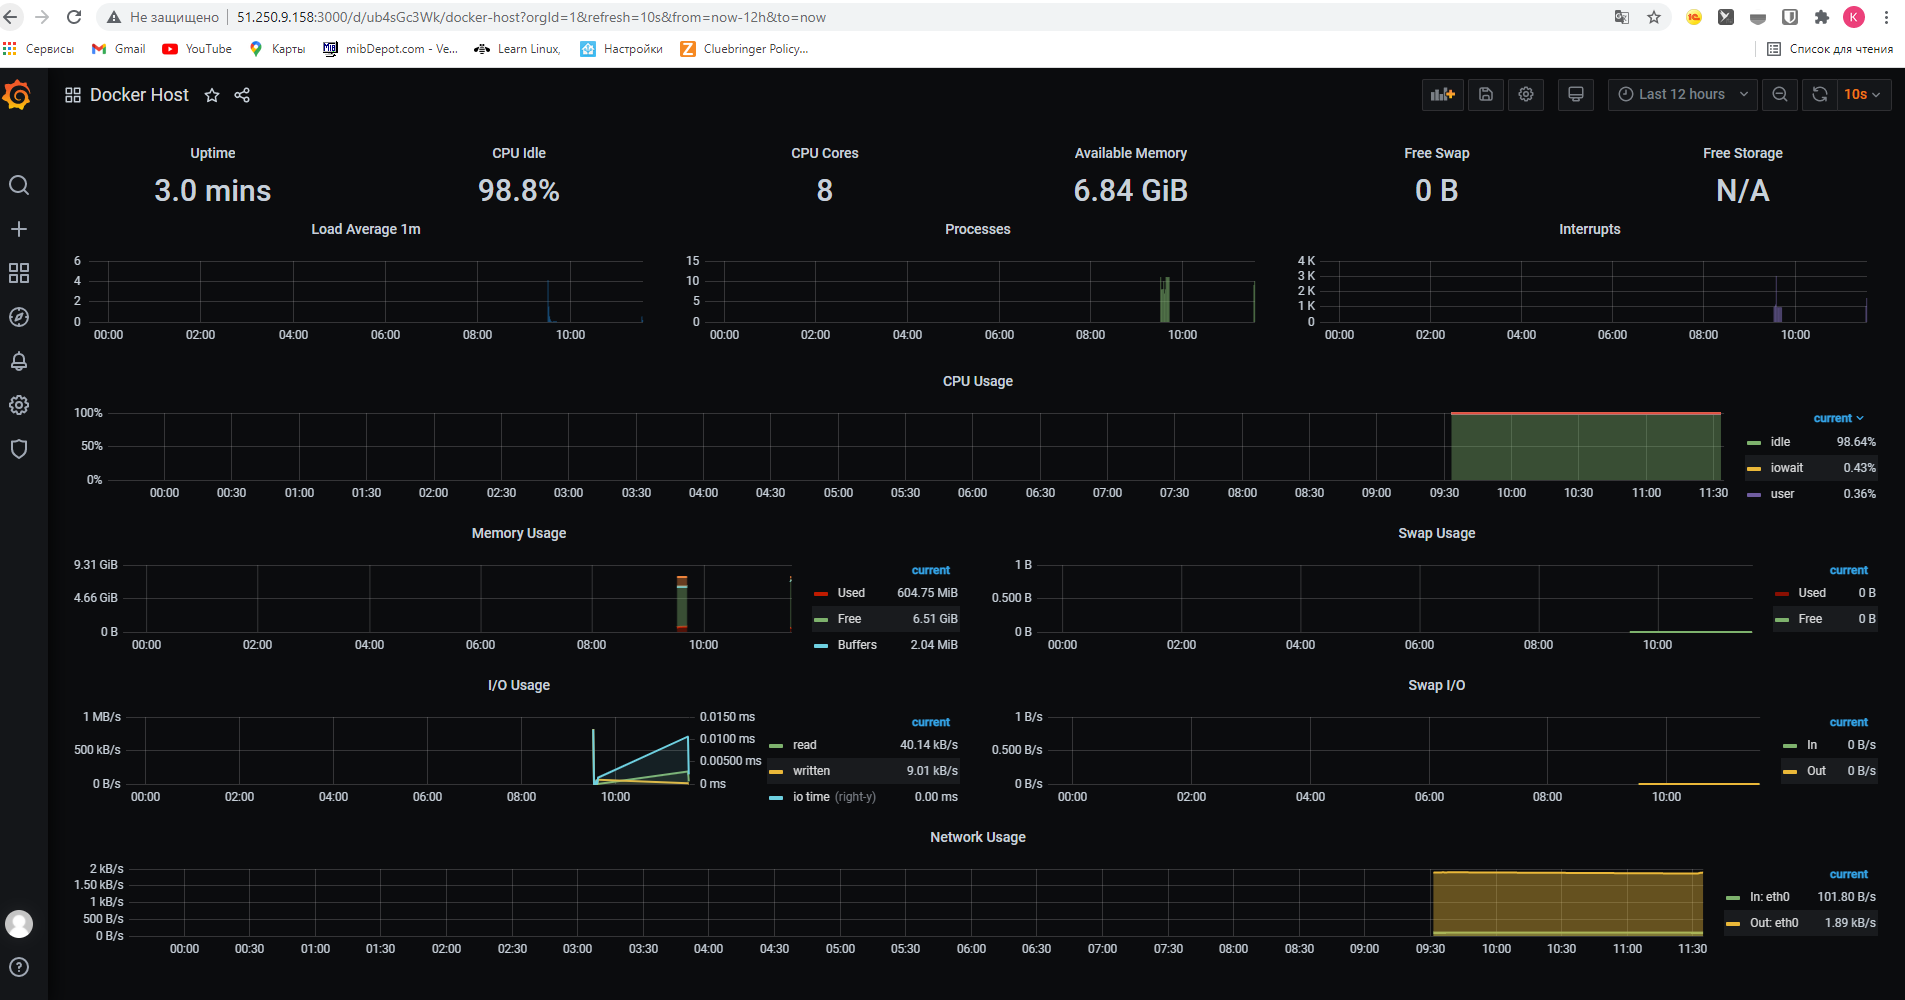 Не защищено 51.250.9.158:3000/d/ub4sGc3Wk/docker-host?orgId=1&refresh=10s&from=now-12h&to=now
K
Сервисы Gmail YouTube Карты mibDepot.com - Ve... Learn Linux, Настройки Cluebringer Policy... Список для чтения
Docker Host Last 12 hours 10s
Uptime CPU Idle CPU Cores Available Memory Free Swap Free Storage
3.0 mins 98.8% 8 6.84 GiB 0 B N/A
Load Average 1m
6
4
2
0
00:00 02:00 04:00 06:00 08:00 10:00
Processes
15
10
5
0
00:00 02:00 04:00 06:00 08:00 10:00
Interrupts
4 K
3 K
2 K
1 K
0
00:00 02:00 04:00 06:00 08:00 10:00
CPU Usage
100%
50%
0%
00:00 00:30 01:00 01:30 02:00 02:30 03:00 03:30 04:00 04:30 05:00 05:30 06:00 06:30 07:00 07:30 08:00 08:30 09:00 09:30 10:00 10:30 11:00 11:30
current
idle 98.64%
iowait 0.43%
user 0.36%
Memory Usage
9.31 GiB
4.66 GiB
0 B
00:00 02:00 04:00 06:00 08:00 10:00
current
Used 604.75 MiB
Free 6.51 GiB
Buffers 2.04 MiB
Swap Usage
1 B
0.500 B
0 B
00:00 02:00 04:00 06:00 08:00 10:00
current
Used 0 B
Free 0 B
I/O Usage
1 MB/s
500 kB/s
0 B/s
0.0150 ms
0.0100 ms
0.00500 ms
0 ms
00:00 02:00 04:00 06:00 08:00 10:00
current
read 40.14 kB/s
written 9.01 kB/s
io time (right-y) 0.00 ms
Swap I/O
1 B/s
0.500 B/s
0 B/s
00:00 02:00 04:00 06:00 08:00 10:00
current
In 0 B/s
Out 0 B/s
Network Usage
2 kB/s
1.50 kB/s
1 kB/s
500 B/s
0 B/s
00:00 00:30 01:00 01:30 02:00 02:30 03:00 03:30 04:00 04:30 05:00 05:30 06:00 06:30 07:00 07:30 08:00 08:30 09:00 09:30 10:00 10:30 11:00 11:30
current
In: eth0 101.80 B/s
Out: eth0 1.89 kB/s